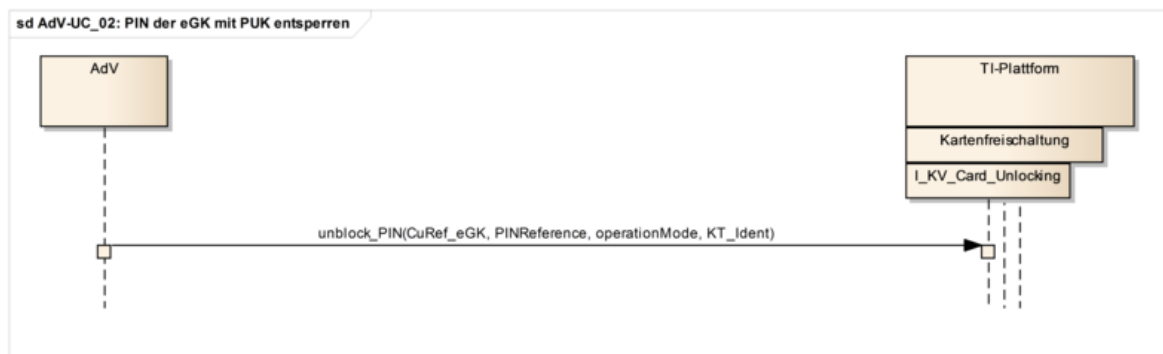 sd AdV-UC_02: PIN der eGK mit PUK entsperren
AdV
TI-Plattform
Kartenfreischaltung
I_KV_Card_Unlocking
unblock_PIN(CuRef_eGK, PINReference, operationMode, KT_Ident)